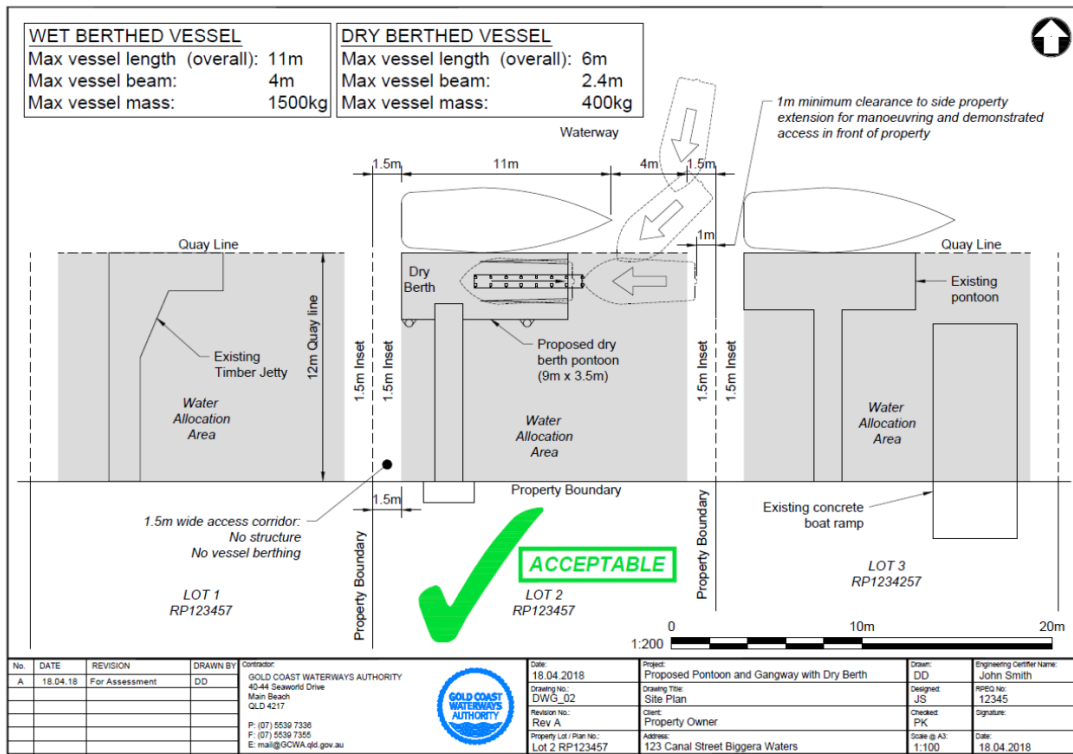 WET BERTHED VESSEL
Max vessel length (overall): 11m
Max vessel beam: 4m
Max vessel mass: 1500kg
DRY BERTHED VESSEL
Max vessel length (overall): 6m
Max vessel beam: 2.4m
Max vessel mass: 400kg
1m minimum clearance to side property
extension for manoeuvring and demonstrated
access in front of property
Waterway
1.5m
11m
4m
1.5m
1m
Quay Line
Quay Line
Dry
Berth
Existing
pontoon
Existing
Timber Jetty
12m Quay line
1.5m Inset
1.5m Inset
Proposed dry
berth pontoon
(9m x 3.5m)
1.5m Inset
1.5m Inset
Water
Allocation
Area
Water
Allocation
Area
Water
Allocation
Area
Property Boundary
1.5m
1.5m wide access corridor:
No structure
No vessel berthing
Existing concrete
boat ramp
Property Boundary
Property Boundary
ACCEPTABLE
LOT 1
RP123457
LOT 2
RP123457
LOT 3
RP1234257
0 10m 20m
1:200
No. DATE REVISION DRAWN BY
A 18.04.18 For Assessment DD
Contractor:
GOLD COAST WATERWAYS AUTHORITY
40-44 Seaworld Drive
Main Beach
QLD 4217
P: (07) 5539 7336
F: (07) 5539 7355
E: mail@GCWA.qld.gov.au
GOLD COAST
WATERWAYS
AUTHORITY
Date:
18.04.2018
Drawing No.:
DWG_02
Revision No.:
Rev A
Property Lot / Plan No.:
Lot 2 RP123457
Project:
Proposed Pontoon and Gangway with Dry Berth
Drawing Title:
Site Plan
Client:
Property Owner
Address:
123 Canal Street Biggera Waters
Drawn:
DD
Designed:
JS
Checked:
PK
Scale @ A3:
1:100
Engineering Certifier Name:
John Smith
RPEQ No:
12345
Signature:
Date:
18.04.2018